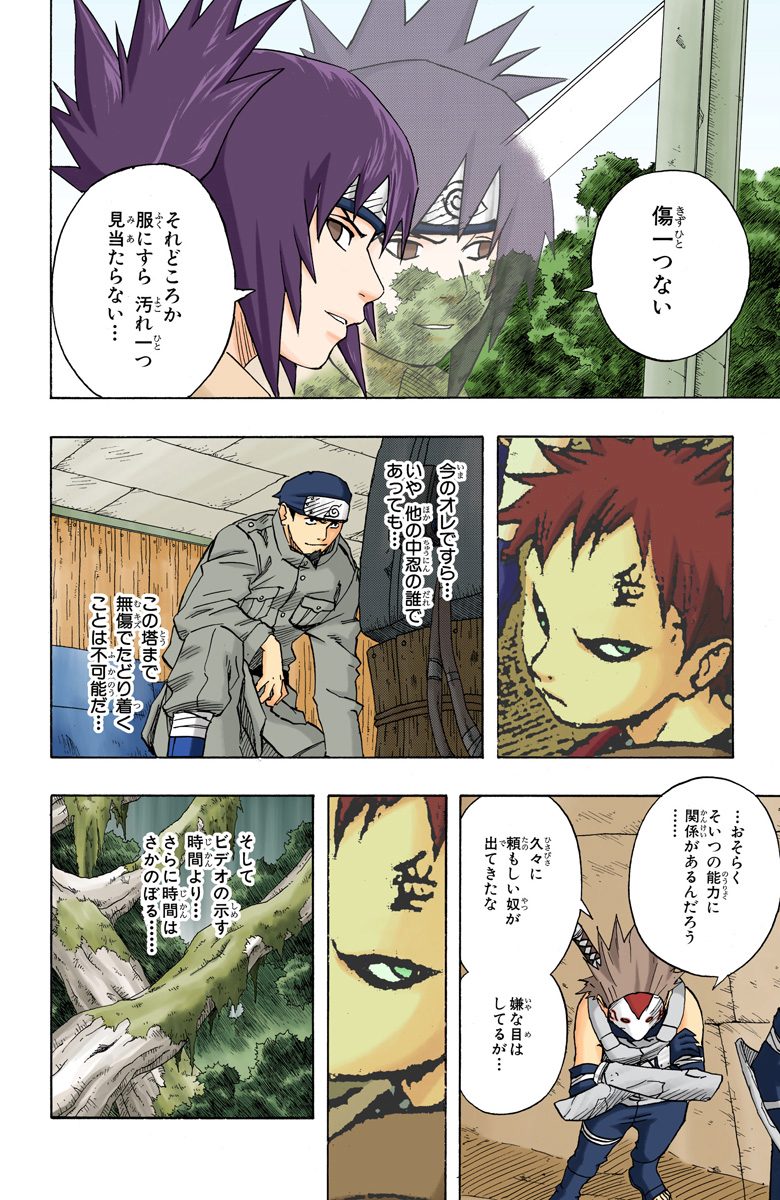 傷一つない
それどころか
服にすら 汚れ一つ
見当たらない…
今のオレですら…
いや 他の中忍の誰で
あっても…
この塔まで
無傷でたどり着く
ことは不可能だ…
…おそらく
そいつの能力に
関係があるんだろう
……
久々に
頼もしい奴が
出てきたな
嫌な目は
してるが…
そして
ビデオの示す
時間より…
さらに時間は
さかのぼる……